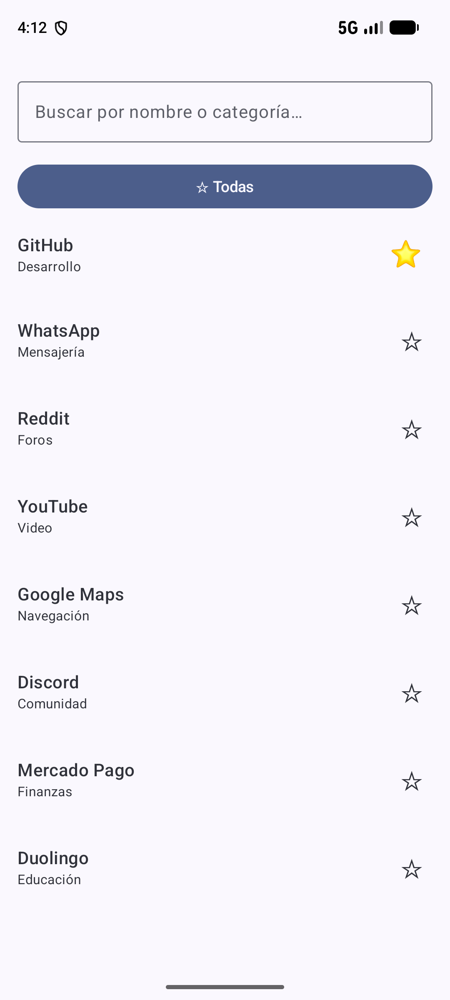 4:12
5G
Buscar por nombre o categoría...
☆ Todas
GitHub
Desarrollo
WhatsApp
Mensajería
Reddit
Foros
YouTube
Video
Google Maps
Navegación
Discord
Comunidad
Mercado Pago
Finanzas
Duolingo
Educación